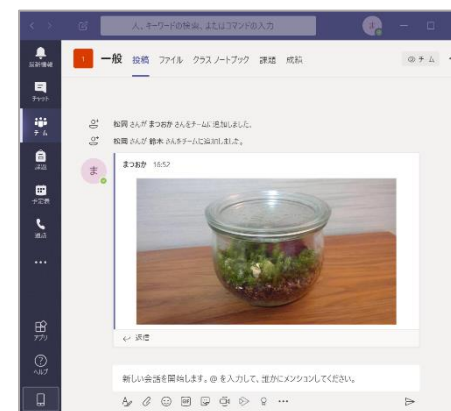 人、キーワードの検索、またはコマンドの入力
ま
最新情報
1 一般 投稿 ファイル クラス ノートブック 課題 成績
チーム
チャット
チーム
松岡 さんが まつおか さんをチームに追加しました。
松岡 さんが 鈴木 さんをチームに追加しました。
課題
ま
まつおか 16:52
予定表
通話
返信
アプリ
新しい会話を開始します。@ を入力して、誰かにメンションしてください。
ヘルプ
GIF